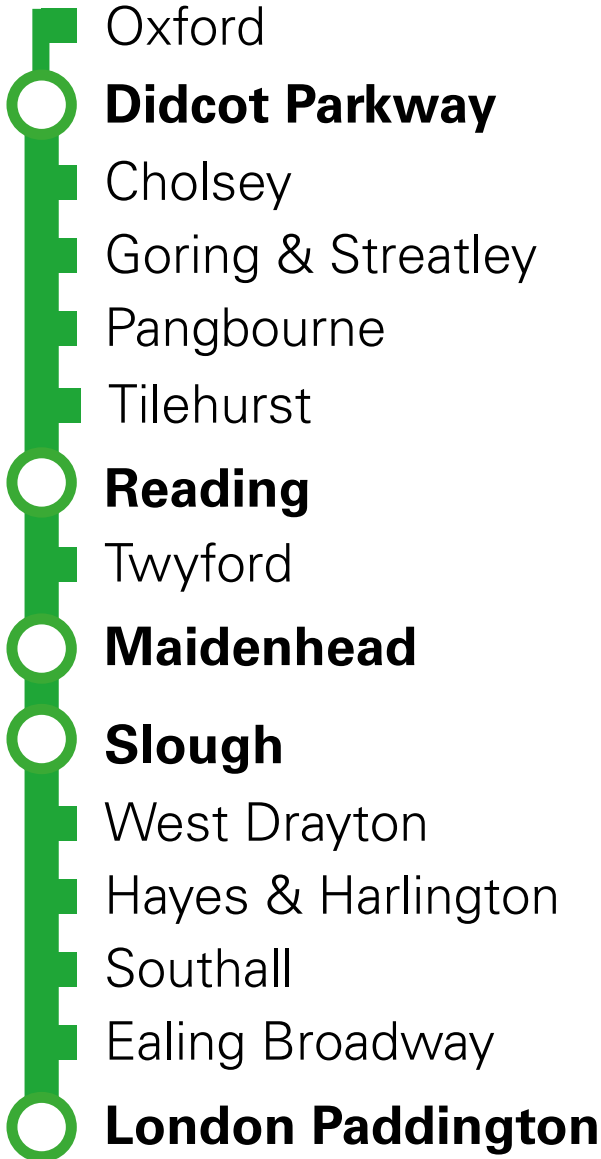 Oxford
Didcot Parkway
Cholsey
Goring & Streatley
Pangbourne
Tilehurst
Reading
Twyford
Maidenhead
Slough
West Drayton
Hayes & Harlington
Southall
Ealing Broadway
London Paddington